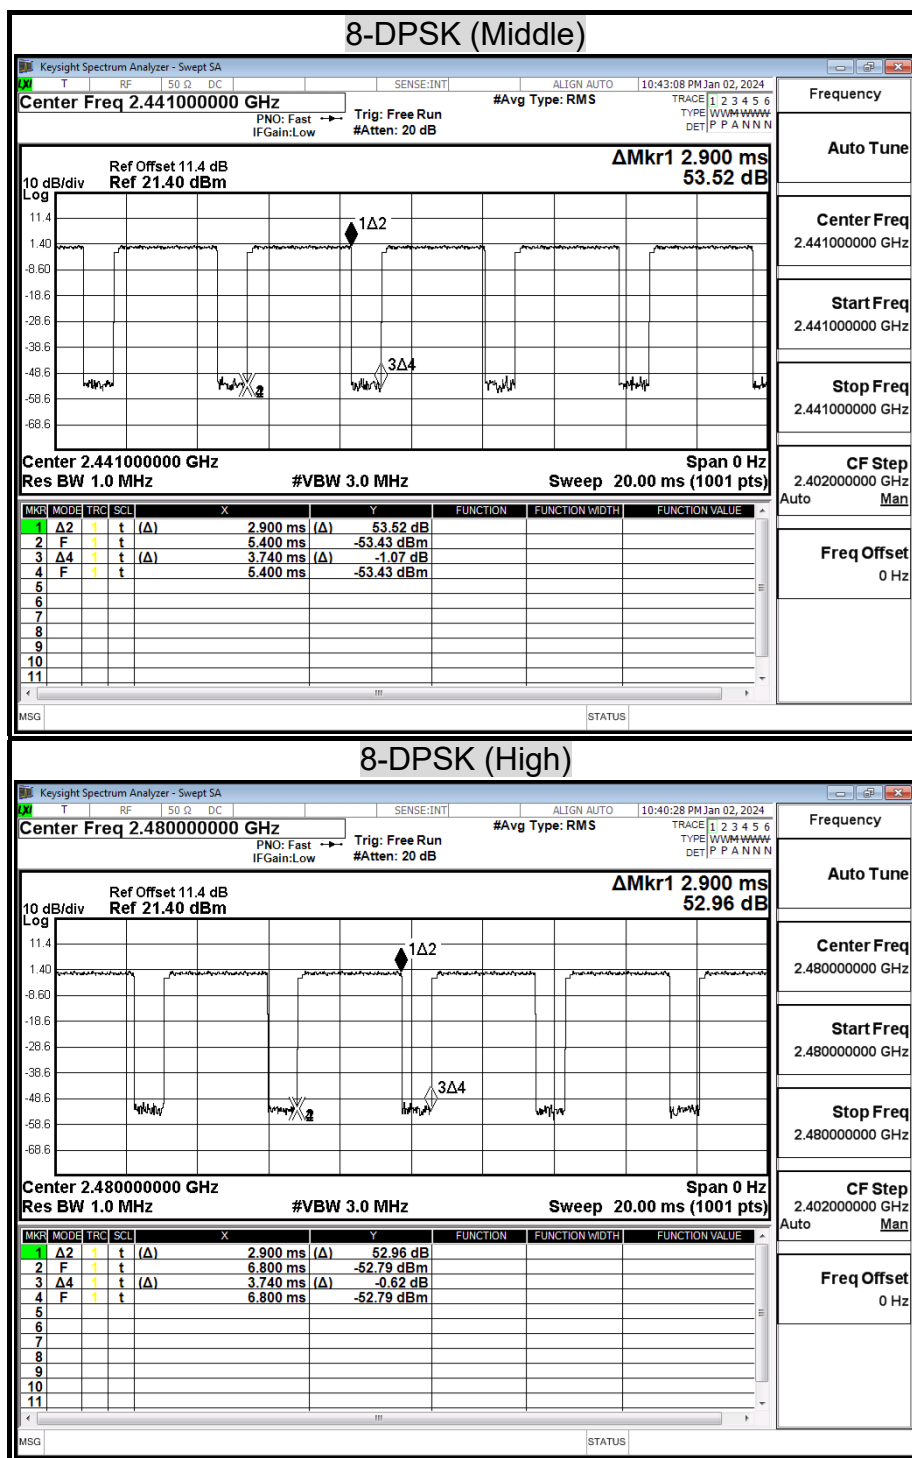 8-DPSK (Middle)
Keysight Spectrum Analyzer - Swept SA
LXI T RF 50 Ω DC SENSE:INT ALIGN AUTO 10:43:08 PM Jan 02, 2024
Center Freq 2.441000000 GHz #Avg Type: RMS TRACE 1 2 3 4 5 6
PNO: Fast Trig: Free Run TYPE WWMWWWW
IFGain:Low #Atten: 20 dB DET P P A N N N
Frequency
Auto Tune
Center Freq
2.441000000 GHz
Start Freq
2.441000000 GHz
Stop Freq
2.441000000 GHz
CF Step
2.402000000 GHz
Auto Man
Freq Offset
0 Hz
ΔMkr1 2.900 ms
53.52 dB
Ref Offset 11.4 dB
10 dB/div Ref 21.40 dBm
Log
11.4
1.40
-8.60
-18.6
-28.6
-38.6
-48.6
-58.6
-68.6
1Δ2
3Δ4
Center 2.441000000 GHz Span 0 Hz
Res BW 1.0 MHz #VBW 3.0 MHz Sweep 20.00 ms (1001 pts)
MKR MODE TRC SCL X Y FUNCTION FUNCTION WIDTH FUNCTION VALUE
1 Δ2 1 t (Δ) 2.900 ms (Δ) 53.52 dB
2 F 1 t 5.400 ms -53.43 dBm
3 Δ4 1 t (Δ) 3.740 ms (Δ) -1.07 dB
4 F 1 t 5.400 ms -53.43 dBm
5
6
7
8
9
10
11
MSG STATUS
8-DPSK (High)
Keysight Spectrum Analyzer - Swept SA
LXI T RF 50 Ω DC SENSE:INT ALIGN AUTO 10:40:28 PM Jan 02, 2024
Center Freq 2.480000000 GHz #Avg Type: RMS TRACE 1 2 3 4 5 6
PNO: Fast Trig: Free Run TYPE WWMWWWW
IFGain:Low #Atten: 20 dB DET P P A N N N
Frequency
Auto Tune
Center Freq
2.480000000 GHz
Start Freq
2.480000000 GHz
Stop Freq
2.480000000 GHz
CF Step
2.402000000 GHz
Auto Man
Freq Offset
0 Hz
ΔMkr1 2.900 ms
52.96 dB
Ref Offset 11.4 dB
10 dB/div Ref 21.40 dBm
Log
11.4
1.40
-8.60
-18.6
-28.6
-38.6
-48.6
-58.6
-68.6
1Δ2
3Δ4
Center 2.480000000 GHz Span 0 Hz
Res BW 1.0 MHz #VBW 3.0 MHz Sweep 20.00 ms (1001 pts)
MKR MODE TRC SCL X Y FUNCTION FUNCTION WIDTH FUNCTION VALUE
1 Δ2 1 t (Δ) 2.900 ms (Δ) 52.96 dB
2 F 1 t 6.800 ms -52.79 dBm
3 Δ4 1 t (Δ) 3.740 ms (Δ) -0.62 dB
4 F 1 t 6.800 ms -52.79 dBm
5
6
7
8
9
10
11
MSG STATUS